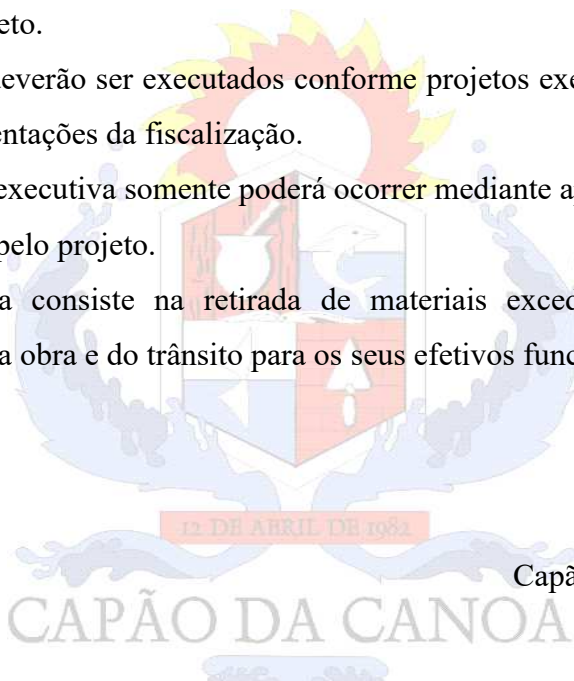 eto.
deverão ser executados conforme projetos exe
entações da fiscalização.
executiva somente poderá ocorrer mediante a
pelo projeto.
a consiste na retirada de materiais exced
a obra e do trânsito para os seus efetivos func
12 DE ABRIL DE 1982
Capã
CAPÃO DA CANOA